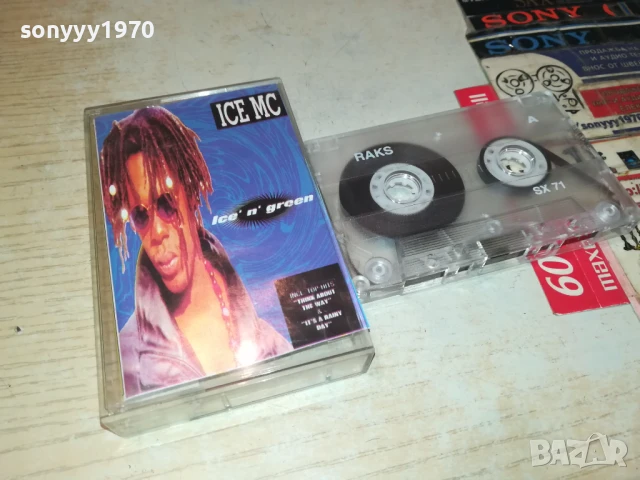 sonyyy1970
ICE MC
Ice' n' green
INCL. TOP HITS
"THINK ABOUT
THE WAY"
&
"IT'S A RAINY
DAY"
RAKS
A
SX 71
SONY
SONY
sonyyy1970
maxell
60
BAZAR